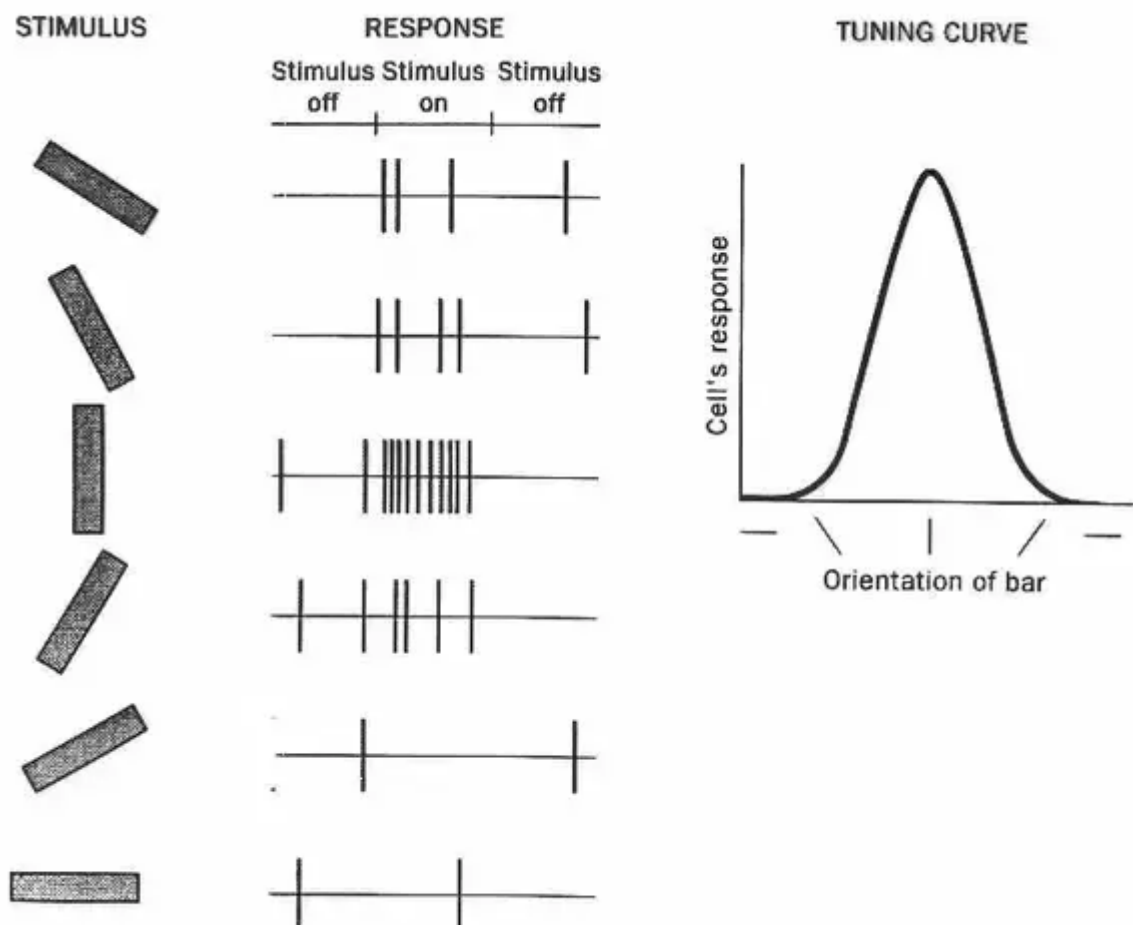 STIMULUS
RESPONSE
TUNING CURVE
Stimulus Stimulus Stimulus
off on off
Cell's response
Orientation of bar